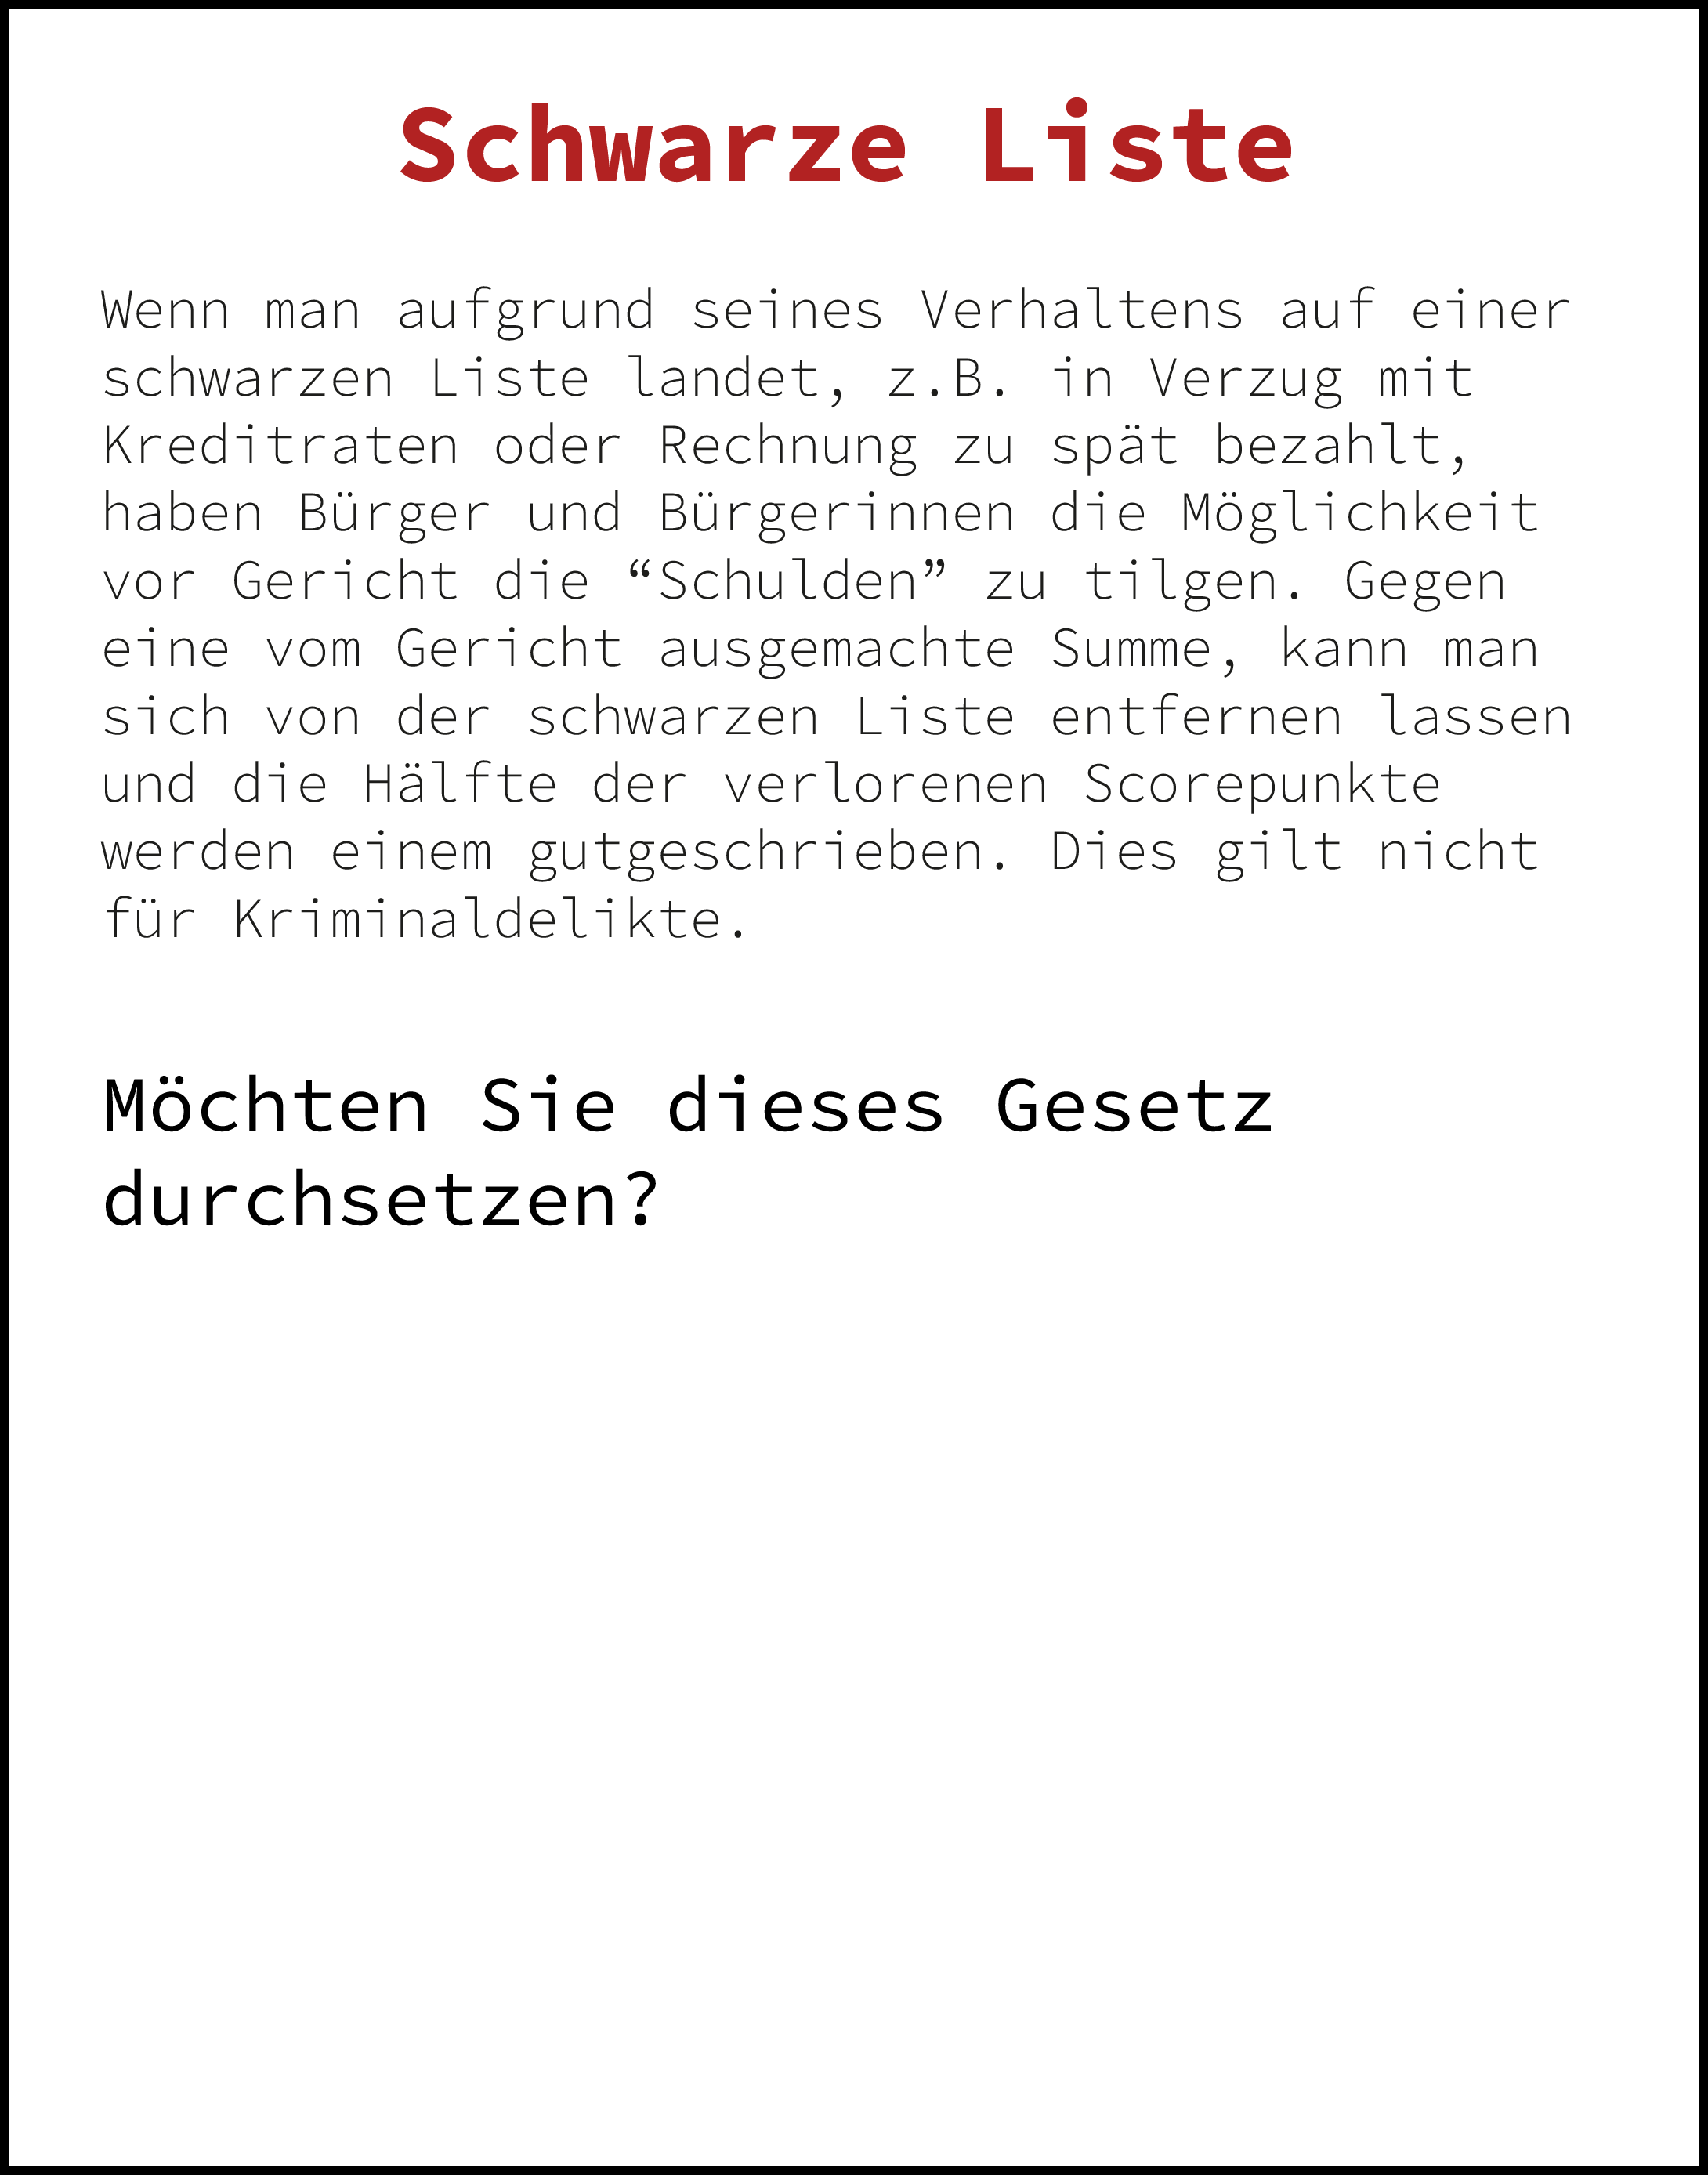 Schwarze Liste
Wenn man aufgrund seines Verhaltens auf einer
schwarzen Liste landet, z.B. in Verzug mit
Kreditraten oder Rechnung zu spät bezahlt,
haben Bürger und Bürgerinnen die Möglichkeit
vor Gericht die “Schulden” zu tilgen. Gegen
eine vom Gericht ausgemachte Summe, kann man
sich von der schwarzen Liste entfernen lassen
und die Hälfte der verlorenen Scorepunkte
werden einem gutgeschrieben. Dies gilt nicht
für Kriminaldelikte.
Möchten Sie dieses Gesetz
durchsetzen?